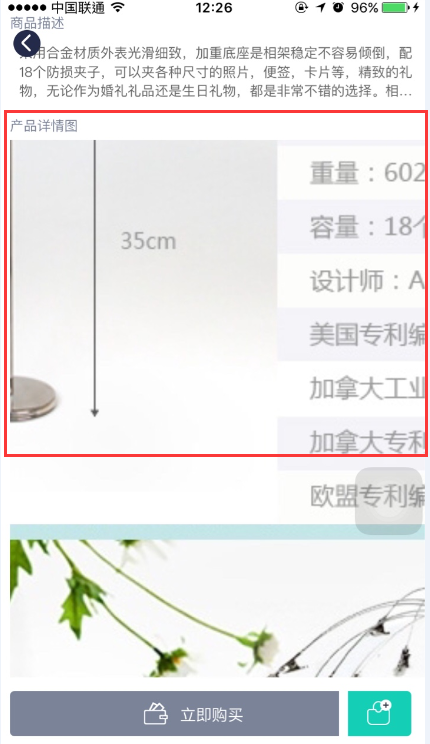 中国联通
12:26
96%
商品描述
用合金材质外表光滑细致，加重底座是相架稳定不容易倾倒，配
18个防损夹子，可以夹各种尺寸的照片，便签，卡片等，精致的礼
物，无论作为婚礼礼品还是生日礼物，都是非常不错的选择。相...
产品详情图
35cm
重量：602
容量：18个
设计师：A
美国专利编
加拿大工业
加拿大专利
欧盟专利编
立即购买